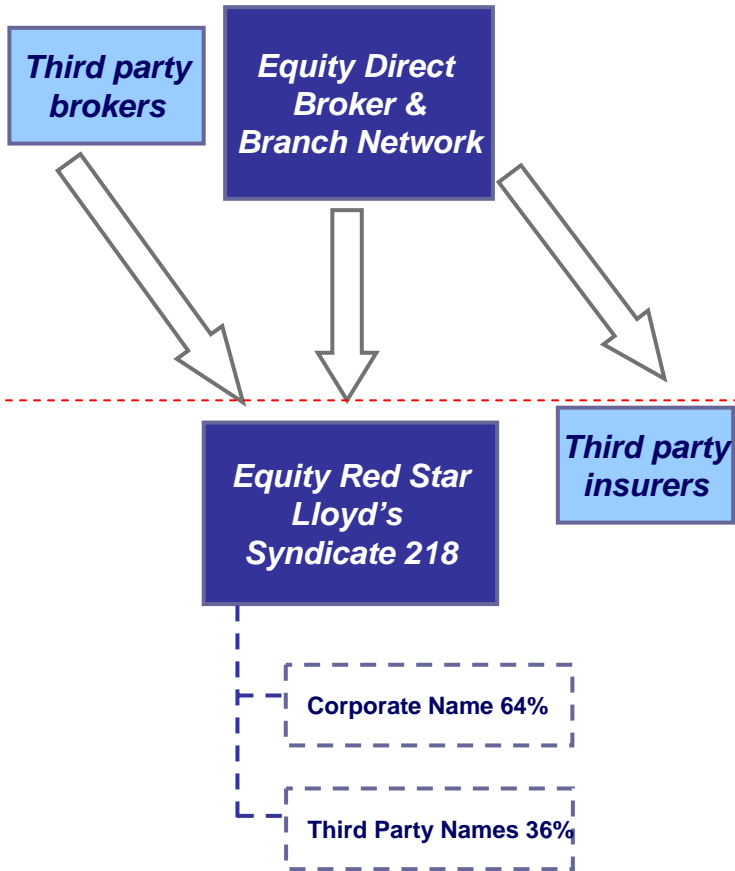 Third party
brokers
Equity Direct
Broker &
Branch Network
Equity Red Star
Lloyd’s
Syndicate 218
Third party
insurers
Corporate Name 64%
Third Party Names 36%